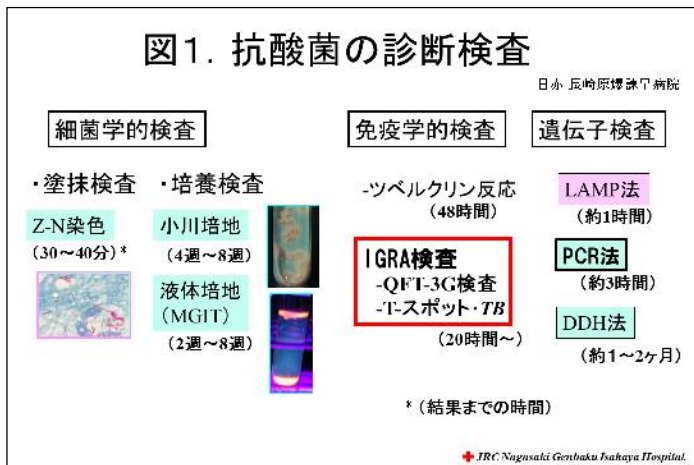 図1．抗酸菌の診断検査
日赤 長崎原爆諫早病院
細菌学的検査
・塗抹検査
Z-N染色
(30～40分)*
・培養検査
小川培地
(4週～8週)
液体培地
(MGIT)
(2週～8週)
免疫学的検査
-ツベルクリン反応
(48時間)
IGRA検査
-QFT-3G検査
-T-スポット・TB
(20時間～)
遺伝子検査
LAMP法
(約1時間)
PCR法
(約3時間)
DDH法
(約1～2ヶ月)
*（結果までの時間）
JRC Nagasaki Genbaku Isahaya Hospital.